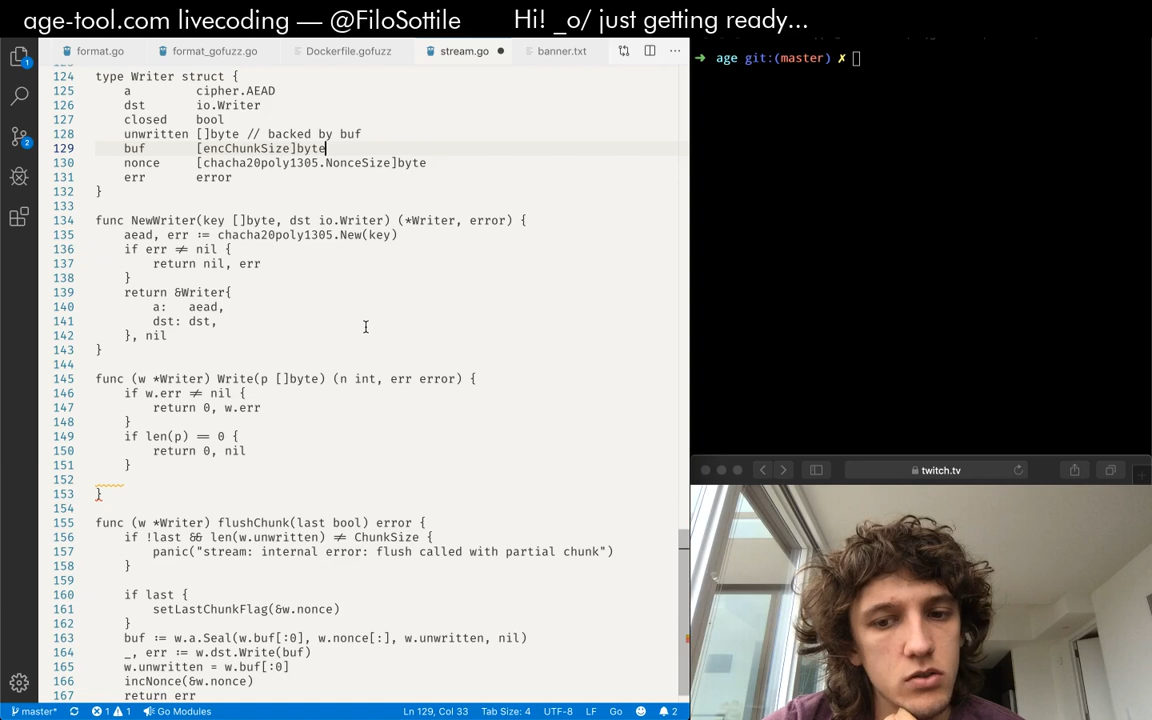 age-tool.com livecoding — @FiloSottile
Hi! _o/ just getting ready...
format.go
format_gofuzz.go
Dockerfile.gofuzz
stream.go
banner.txt
124 type Writer struct {
125 a cipher.AEAD
126 dst io.Writer
127 closed bool
128 unwritten []byte // backed by buf
129 buf [encChunkSize]byte
130 nonce [chacha20poly1305.NonceSize]byte
131 err error
132 }
133
134 func NewWriter(key []byte, dst io.Writer) (*Writer, error) {
135 aead, err := chacha20poly1305.New(key)
136 if err ≠ nil {
137 return nil, err
138 }
139 return &Writer{
140 a: aead,
141 dst: dst,
142 }, nil
143 }
144
145 func (w *Writer) Write(p []byte) (n int, err error) {
146 if w.err ≠ nil {
147 return 0, w.err
148 }
149 if len(p) == 0 {
150 return 0, nil
151 }
152
153 }
154
155 func (w *Writer) flushChunk(last bool) error {
156 if !last && len(w.unwritten) ≠ ChunkSize {
157 panic("stream: internal error: flush called with partial chunk")
158 }
159
160 if last {
161 setLastChunkFlag(&w.nonce)
162 }
163 buf := w.a.Seal(w.buf[:0], w.nonce[:], w.unwritten, nil)
164 _, err := w.dst.Write(buf)
165 w.unwritten = w.buf[:0]
166 incNonce(&w.nonce)
167 return err
master* 1 1 Go Modules Ln 129, Col 33 Tab Size: 4 UTF-8 LF Go 2
1
2
➜ age git:(master) ✗
twitch.tv